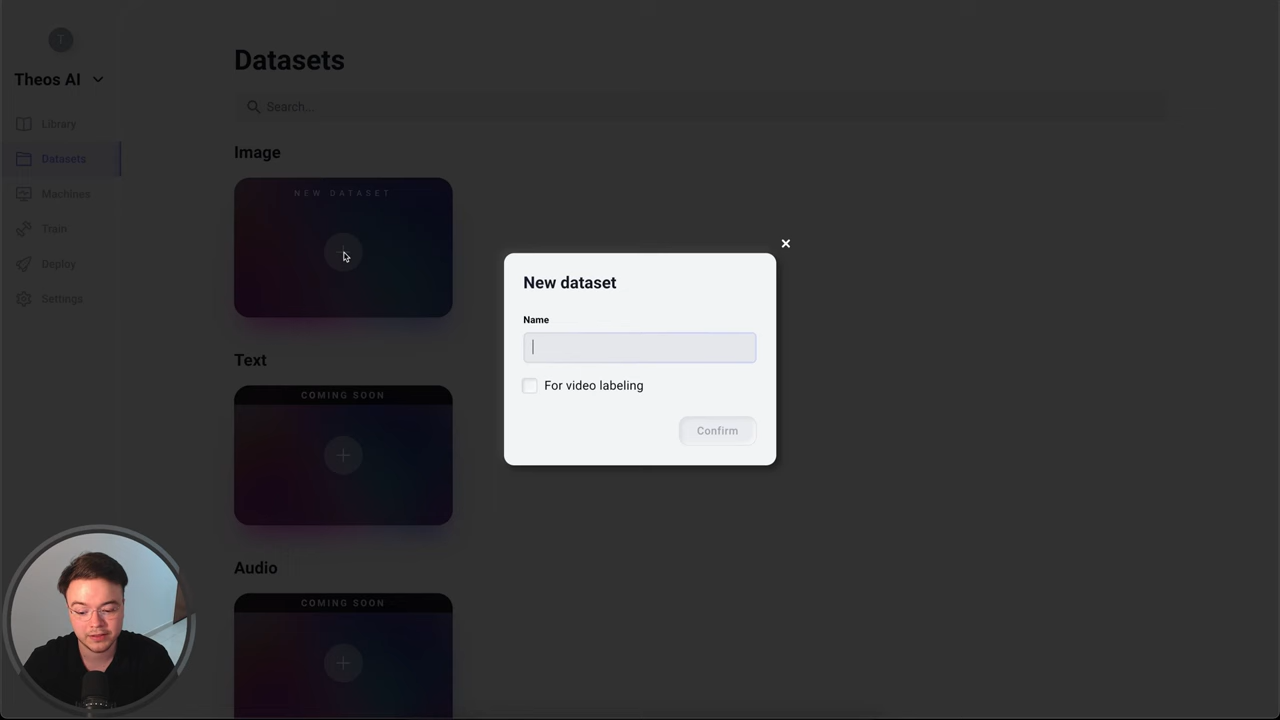 T
Theos AI
Library
Datasets
Machines
Train
Deploy
Settings
Datasets
Search...
Image
NEW DATASET
Text
COMING SOON
Audio
COMING SOON
New dataset
Name
For video labeling
Confirm